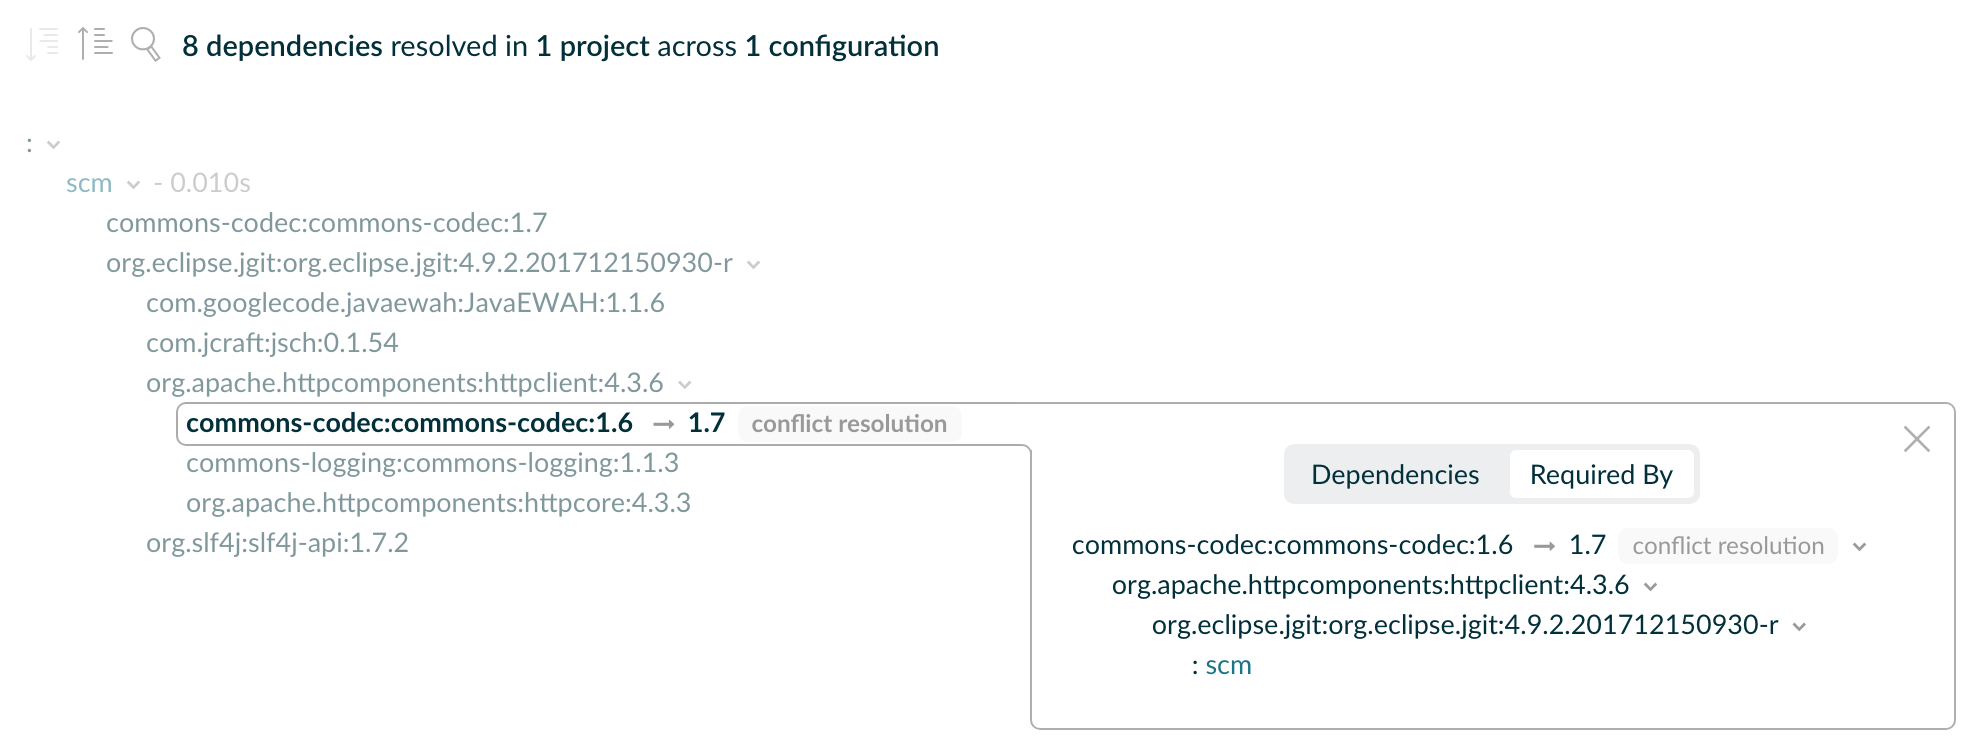 8 dependencies resolved in 1 project across 1 configuration
:
scm - 0.010s
commons-codec:commons-codec:1.7
org.eclipse.jgit:org.eclipse.jgit:4.9.2.201712150930-r
com.googlecode.javaewah:JavaEWAH:1.1.6
com.jcraft:jsch:0.1.54
org.apache.httpcomponents:httpclient:4.3.6
commons-codec:commons-codec:1.6 → 1.7 conflict resolution
commons-logging:commons-logging:1.1.3
org.apache.httpcomponents:httpcore:4.3.3
org.slf4j:slf4j-api:1.7.2
Dependencies Required By
commons-codec:commons-codec:1.6 → 1.7 conflict resolution
org.apache.httpcomponents:httpclient:4.3.6
org.eclipse.jgit:org.eclipse.jgit:4.9.2.201712150930-r
: scm